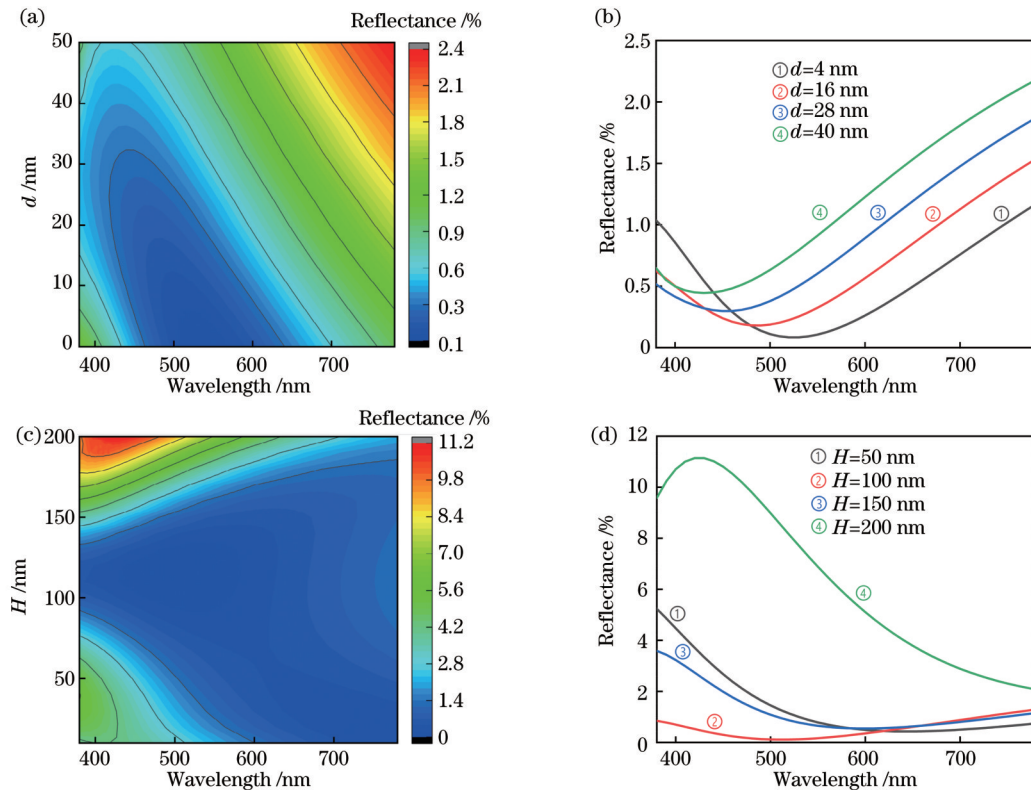 (a)
Reflectance /%
50
40
30
20
10
0
d /nm
400 500 600 700
Wavelength /nm
2.4
2.1
1.8
1.5
1.2
0.9
0.6
0.3
0.1
(b)
2.5
2.0
1.5
1.0
0.5
0
Reflectance /%
① d=4 nm
② d=16 nm
③ d=28 nm
④ d=40 nm
④
③
②
①
400 500 600 700
Wavelength /nm
(c)
Reflectance /%
200
150
100
50
H /nm
400 500 600 700
Wavelength /nm
11.2
9.8
8.4
7.0
5.6
4.2
2.8
1.4
0
(d)
12
10
8
6
4
2
0
Reflectance /%
① H=50 nm
② H=100 nm
③ H=150 nm
④ H=200 nm
①
③
②
④
400 500 600 700
Wavelength /nm